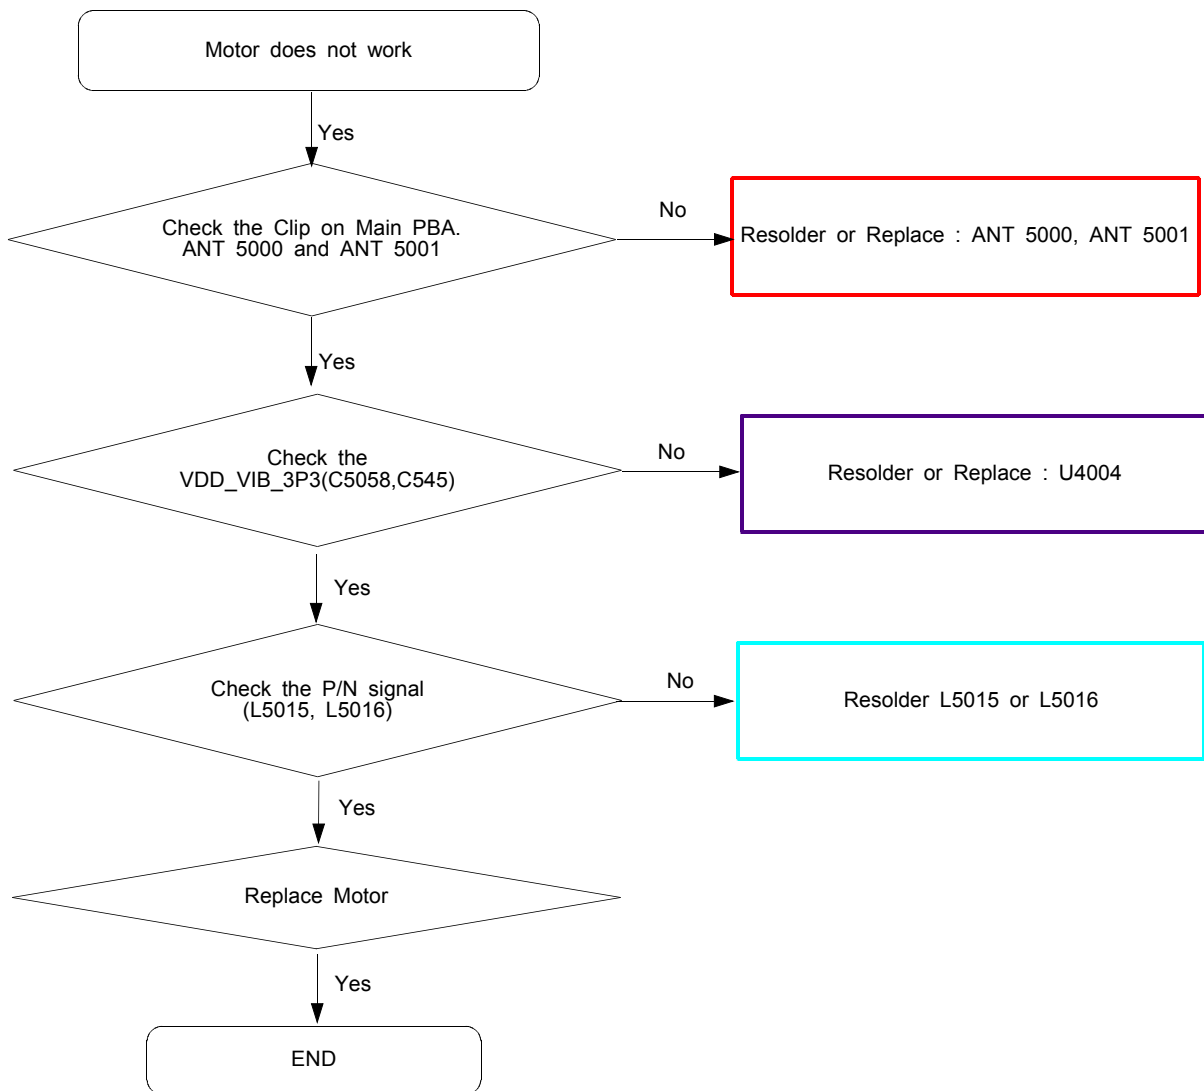 Motor does not work
Yes
Check the Clip on Main PBA.
ANT 5000 and ANT 5001
No
Resolder or Replace : ANT 5000, ANT 5001
Yes
Check the
VDD_VIB_3P3(C5058,C545)
No
Resolder or Replace : U4004
Yes
Check the P/N signal
(L5015, L5016)
No
Resolder L5015 or L5016
Yes
Replace Motor
Yes
END